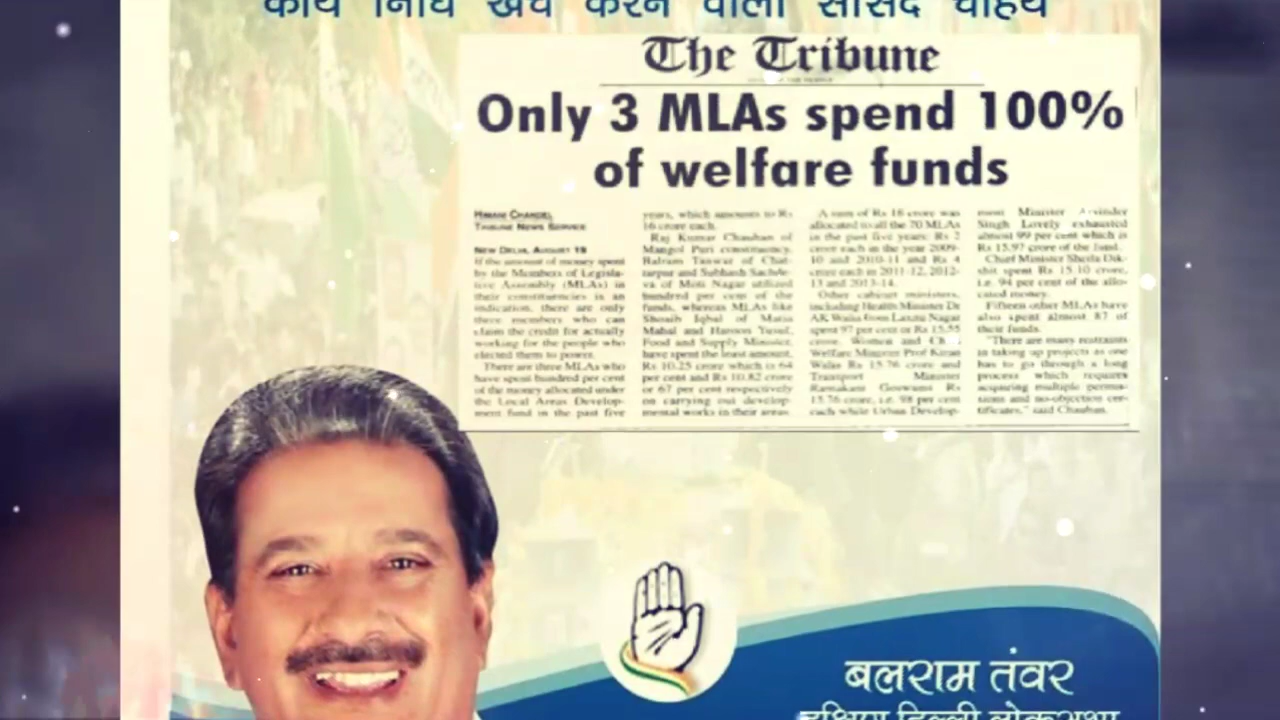 कार्य निधि खर्च करने वाला सांसद चाहिये
The Tribune
Only 3 MLAs spend 100%
of welfare funds
HIMANI CHANDEL
TRIBUNE NEWS SERVICE
NEW DELHI, AUGUST 19
If the amount of money spent
by the Members of Legisla-
tive Assembly (MLAs) in
their constituencies is an
indication, there are only
three members who can
claim the credit for actually
working for the people who
elected them to power.
There are three MLAs who
have spent hundred per cent
of the money allocated under
the Local Areas Develop-
ment fund in the past five
years, which amounts to Rs
16 crore each.
Raj Kumar Chauhan of
Mangol Puri constituency,
Balram Tanwar of Chat-
tarpur and Subhash Sachde-
va of Moti Nagar utilized
hundred per cent of the
funds, whereas MLAs like
Shoaib Iqbal of Matia
Mahal and Haroon Yusuf,
Food and Supply Minister,
have spent the least amount,
Rs 10.25 crore which is 64
per cent and Rs 10.82 crore
or 67 per cent respectively
on carrying out develop-
mental works in their areas.
A sum of Rs 16 crore was
allocated to all the 70 MLAs
in the past five years: Rs 2
crore each in the year 2009-
10 and 2010-11 and Rs 4
crore each in 2011-12, 2012-
13 and 2013-14.
Other cabinet ministers,
including Health Minister Dr
AK Walia from Laxmi Nagar
spent 97 per cent or Rs 15.55
crore, Women and Child
Welfare Minister Prof Kiran
Walia Rs 15.76 crore and
Transport Minister
Ramakant Goswami Rs
15.76 crore, i.e. 98 per cent
each while Urban Develop-
ment Minister Arvinder
Singh Lovely exhausted
almost 99 per cent which is
Rs 15.97 crore of the fund.
Chief Minister Sheila Dik-
shit spent Rs 15.10 crore,
i.e. 94 per cent of the allo-
cated money.
Fifteen other MLAs have
also spent almost 87 of
their funds.
"There are many restraints
in taking up projects as one
has to go through a long
process which requires
acquiring multiple permis-
sions and no-objection cer-
tificates," said Chauhan.
बलराम तंवर
दक्षिण दिल्ली लोकसभा